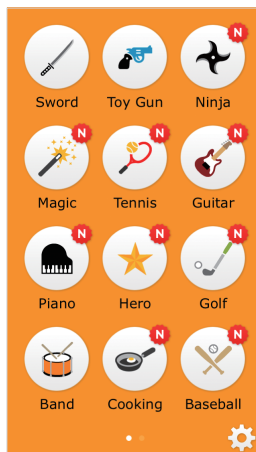 N
Sword Toy Gun Ninja
N N N
Magic Tennis Guitar
N N N
Piano Hero Golf
N N
Band Cooking Baseball